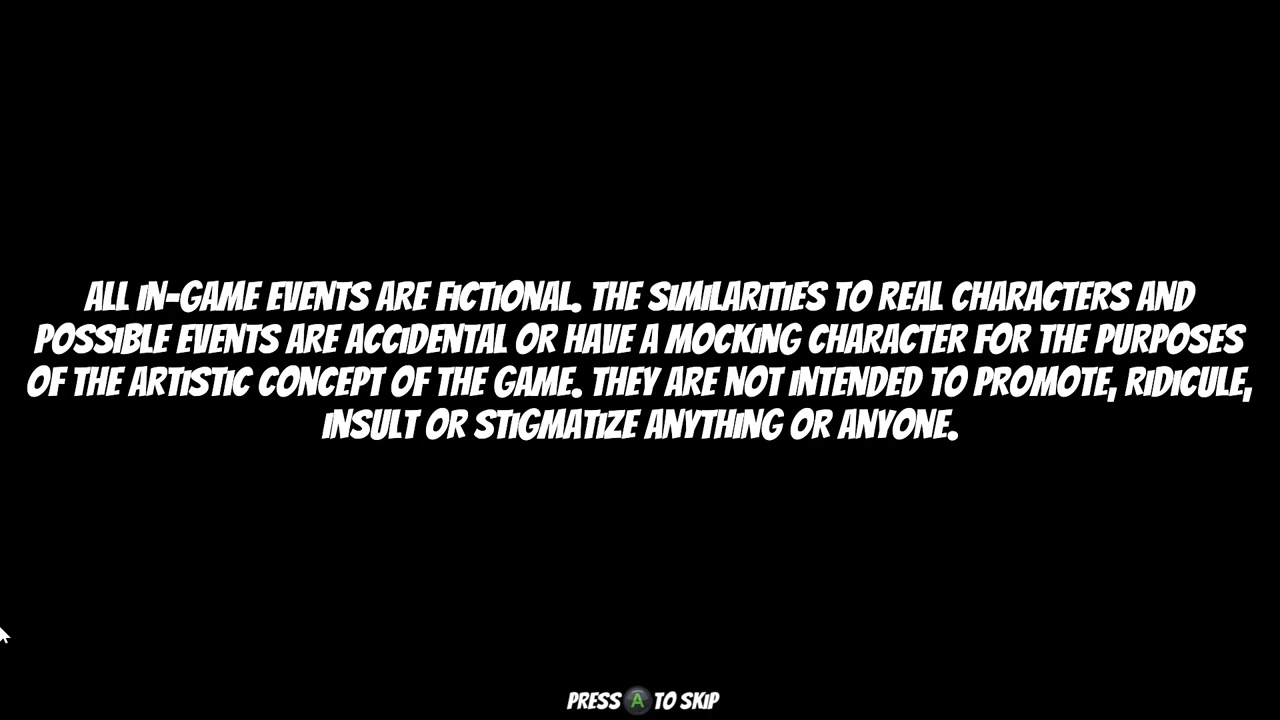 ALL IN-GAME EVENTS ARE FICTIONAL. THE SIMILARITIES TO REAL CHARACTERS AND
POSSIBLE EVENTS ARE ACCIDENTAL OR HAVE A MOCKING CHARACTER FOR THE PURPOSES
OF THE ARTISTIC CONCEPT OF THE GAME. THEY ARE NOT INTENDED TO PROMOTE, RIDICULE,
INSULT OR STIGMATIZE ANYTHING OR ANYONE.
PRESS A TO SKIP